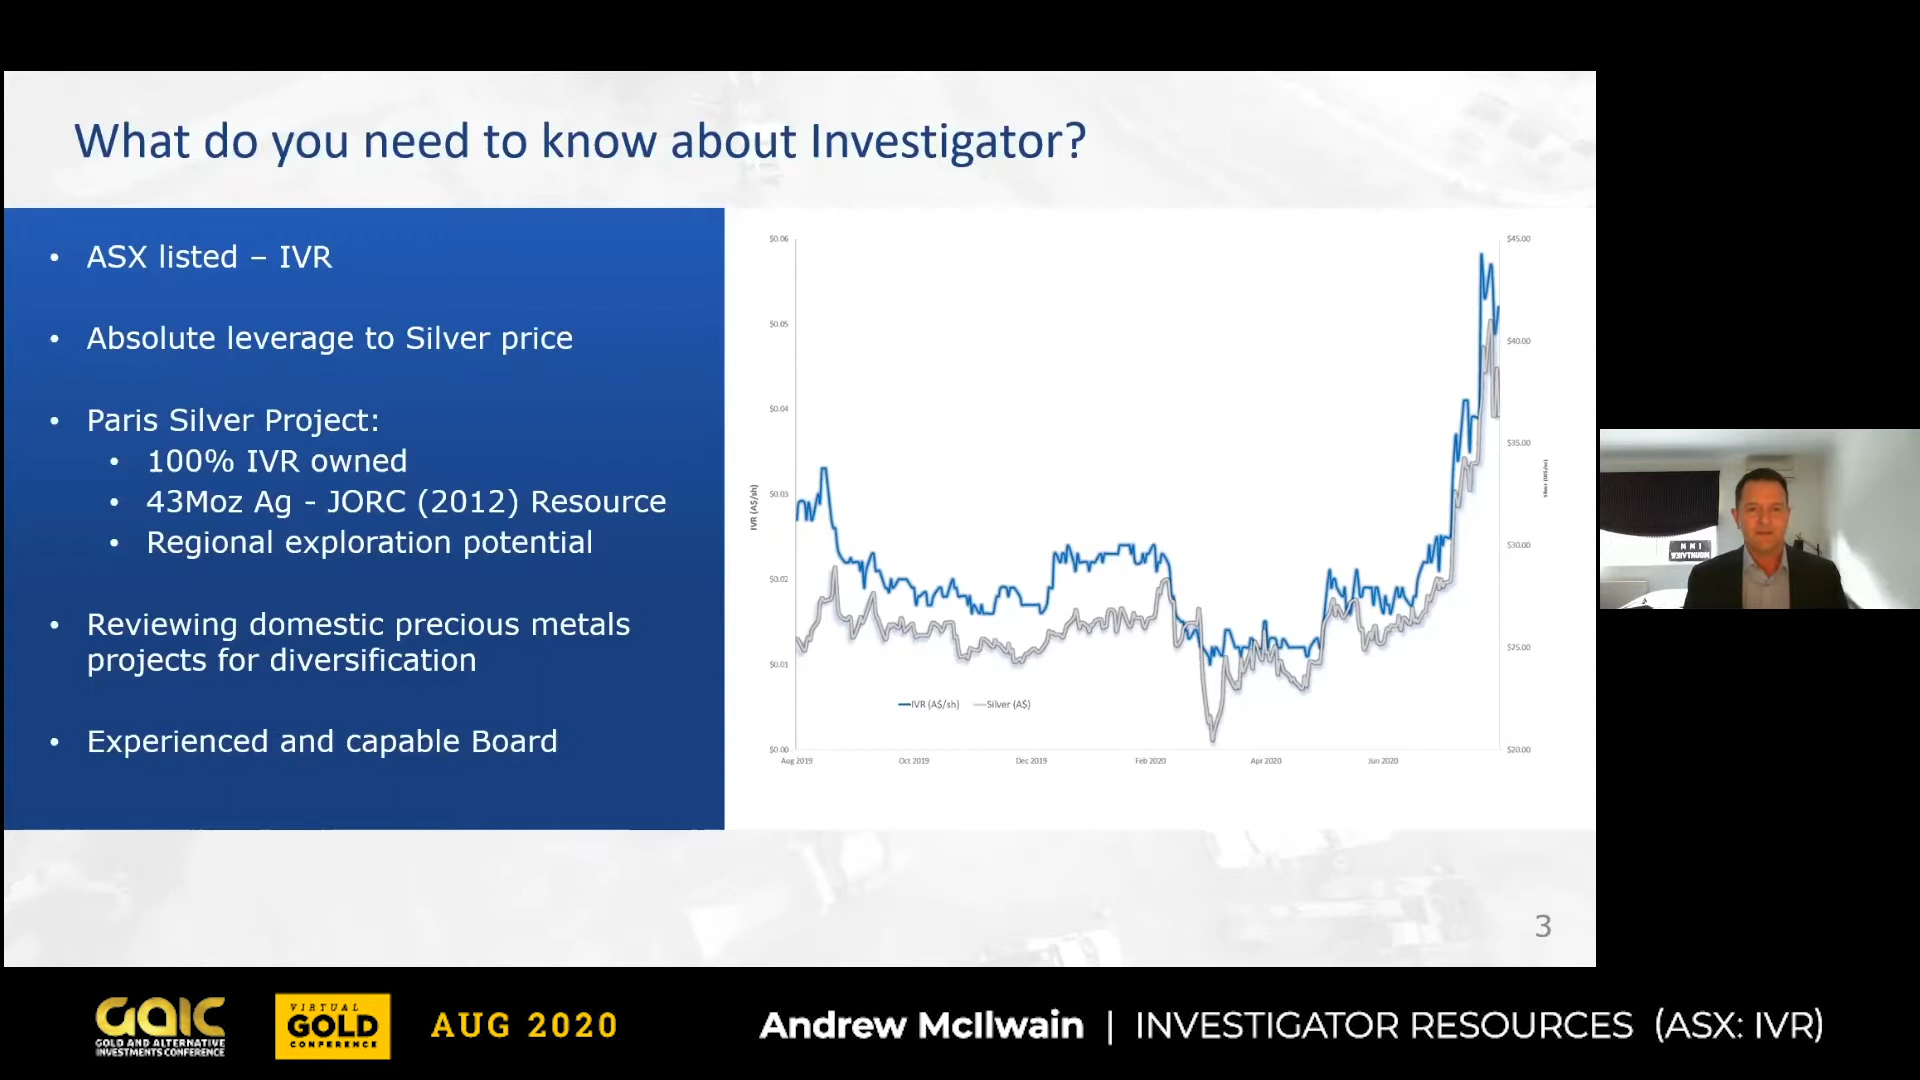 What do you need to know about Investigator?
• ASX listed – IVR
• Absolute leverage to Silver price
• Paris Silver Project:
• 100% IVR owned
• 43Moz Ag - JORC (2012) Resource
• Regional exploration potential
• Reviewing domestic precious metals
projects for diversification
• Experienced and capable Board
$0.06
$0.05
$0.04
$0.03
$0.02
$0.01
$0.00
IVR (A$/sh)
$45.00
$40.00
$35.00
$30.00
$25.00
$20.00
IVR (A$/sh) Silver (A$)
Aug 2019 Oct 2019 Dec 2019 Feb 2020 Apr 2020 Jun 2020
3
GAIC
GOLD AND ALTERNATIVE
INVESTMENTS CONFERENCE
VIRTUAL
GOLD
CONFERENCE
AUG 2020
Andrew McIlwain | INVESTIGATOR RESOURCES (ASX: IVR)